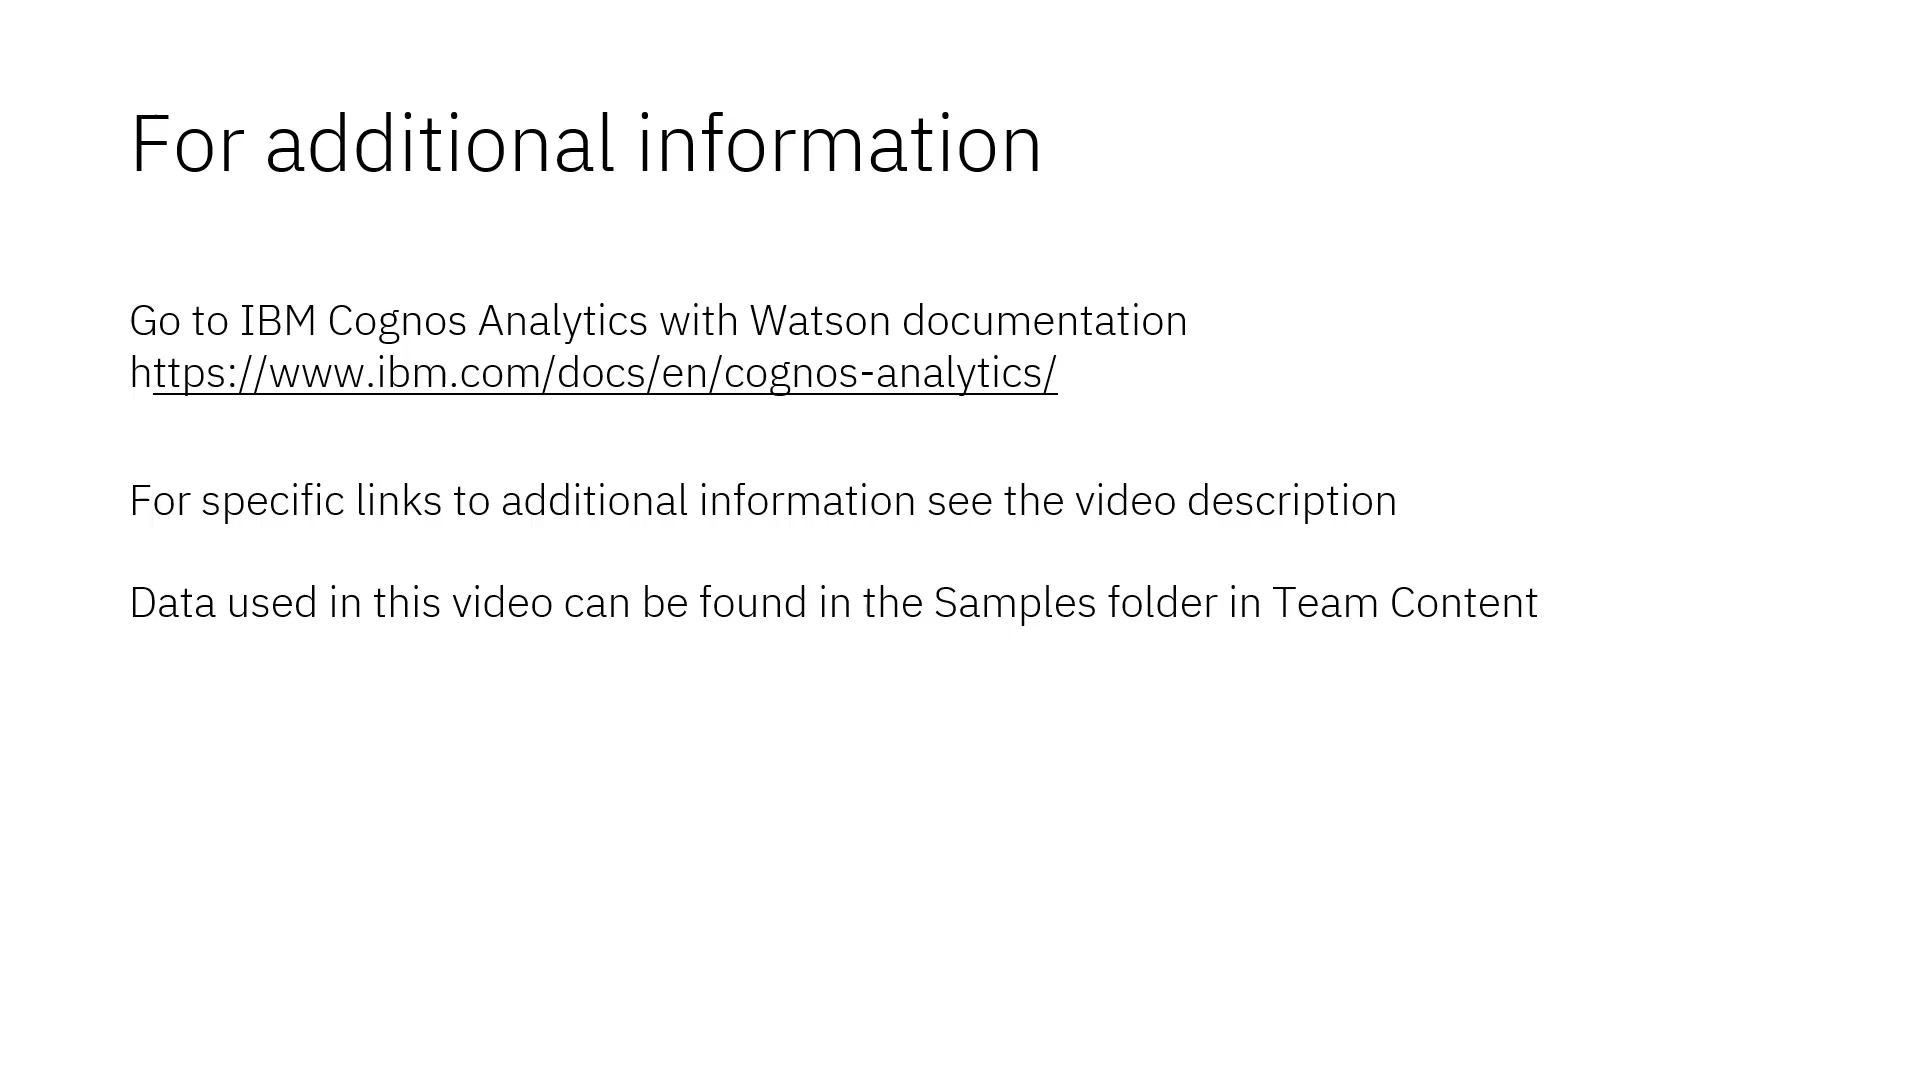 For additional information
Go to IBM Cognos Analytics with Watson documentation
https://www.ibm.com/docs/en/cognos-analytics/
For specific links to additional information see the video description
Data used in this video can be found in the Samples folder in Team Content